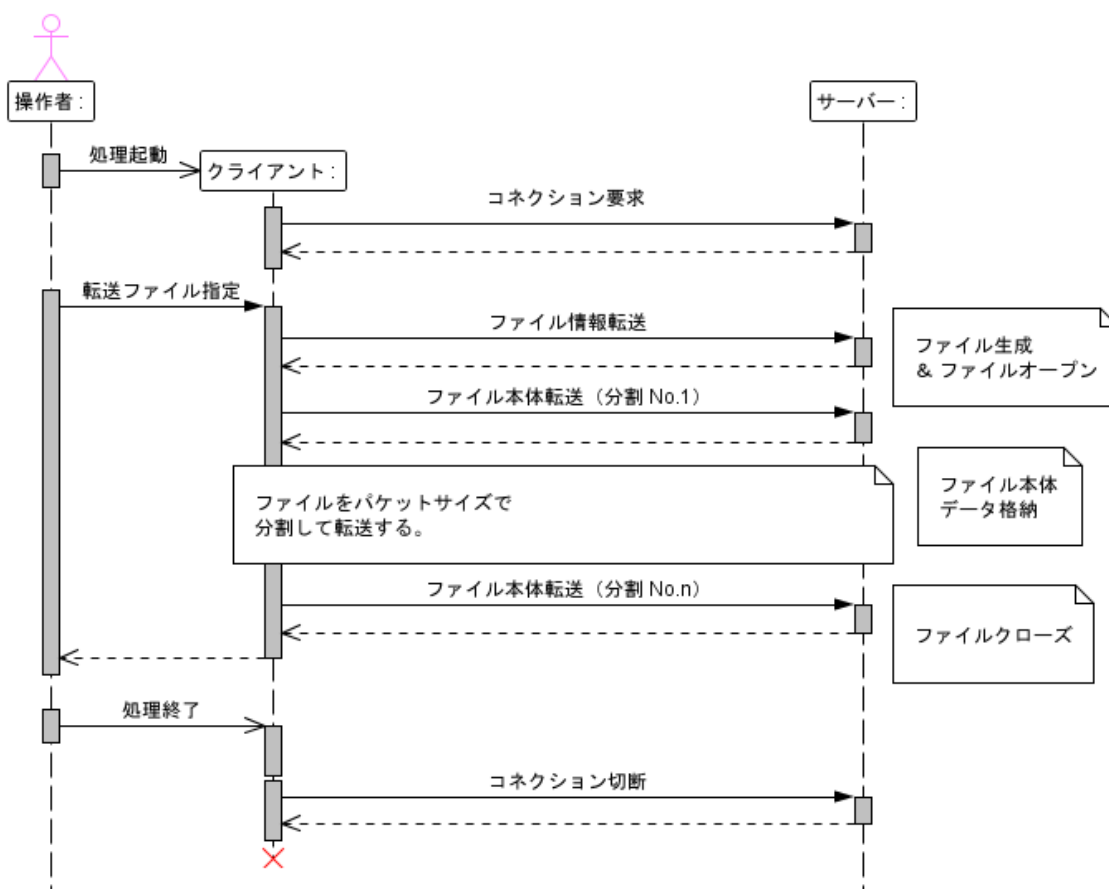 操作者 :
サーバー :
処理起動
クライアント :
コネクション要求
転送ファイル指定
ファイル情報転送
ファイル生成
& ファイルオープン
ファイル本体転送（分割 No.1）
ファイルをパケットサイズで
分割して転送する。
ファイル本体
データ格納
ファイル本体転送（分割 No.n）
ファイルクローズ
処理終了
コネクション切断